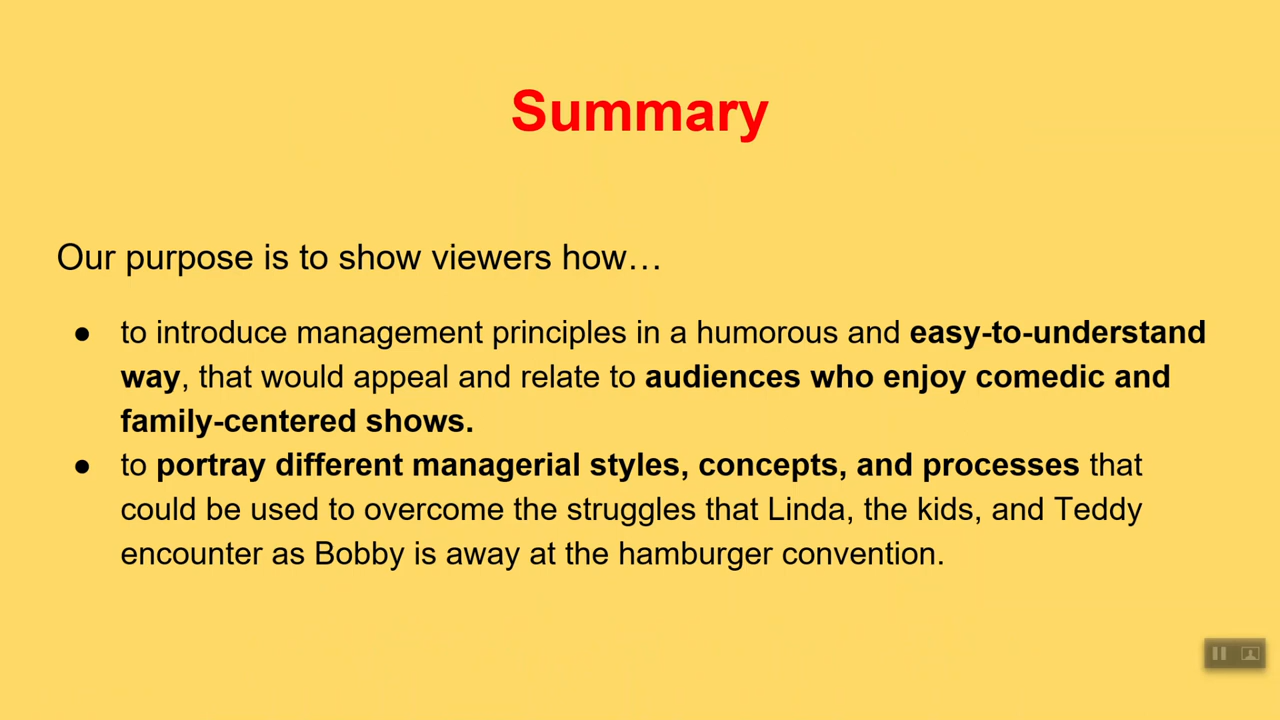 Summary
Our purpose is to show viewers how…
● to introduce management principles in a humorous and easy-to-understand
way, that would appeal and relate to audiences who enjoy comedic and
family-centered shows.
● to portray different managerial styles, concepts, and processes that
could be used to overcome the struggles that Linda, the kids, and Teddy
encounter as Bobby is away at the hamburger convention.